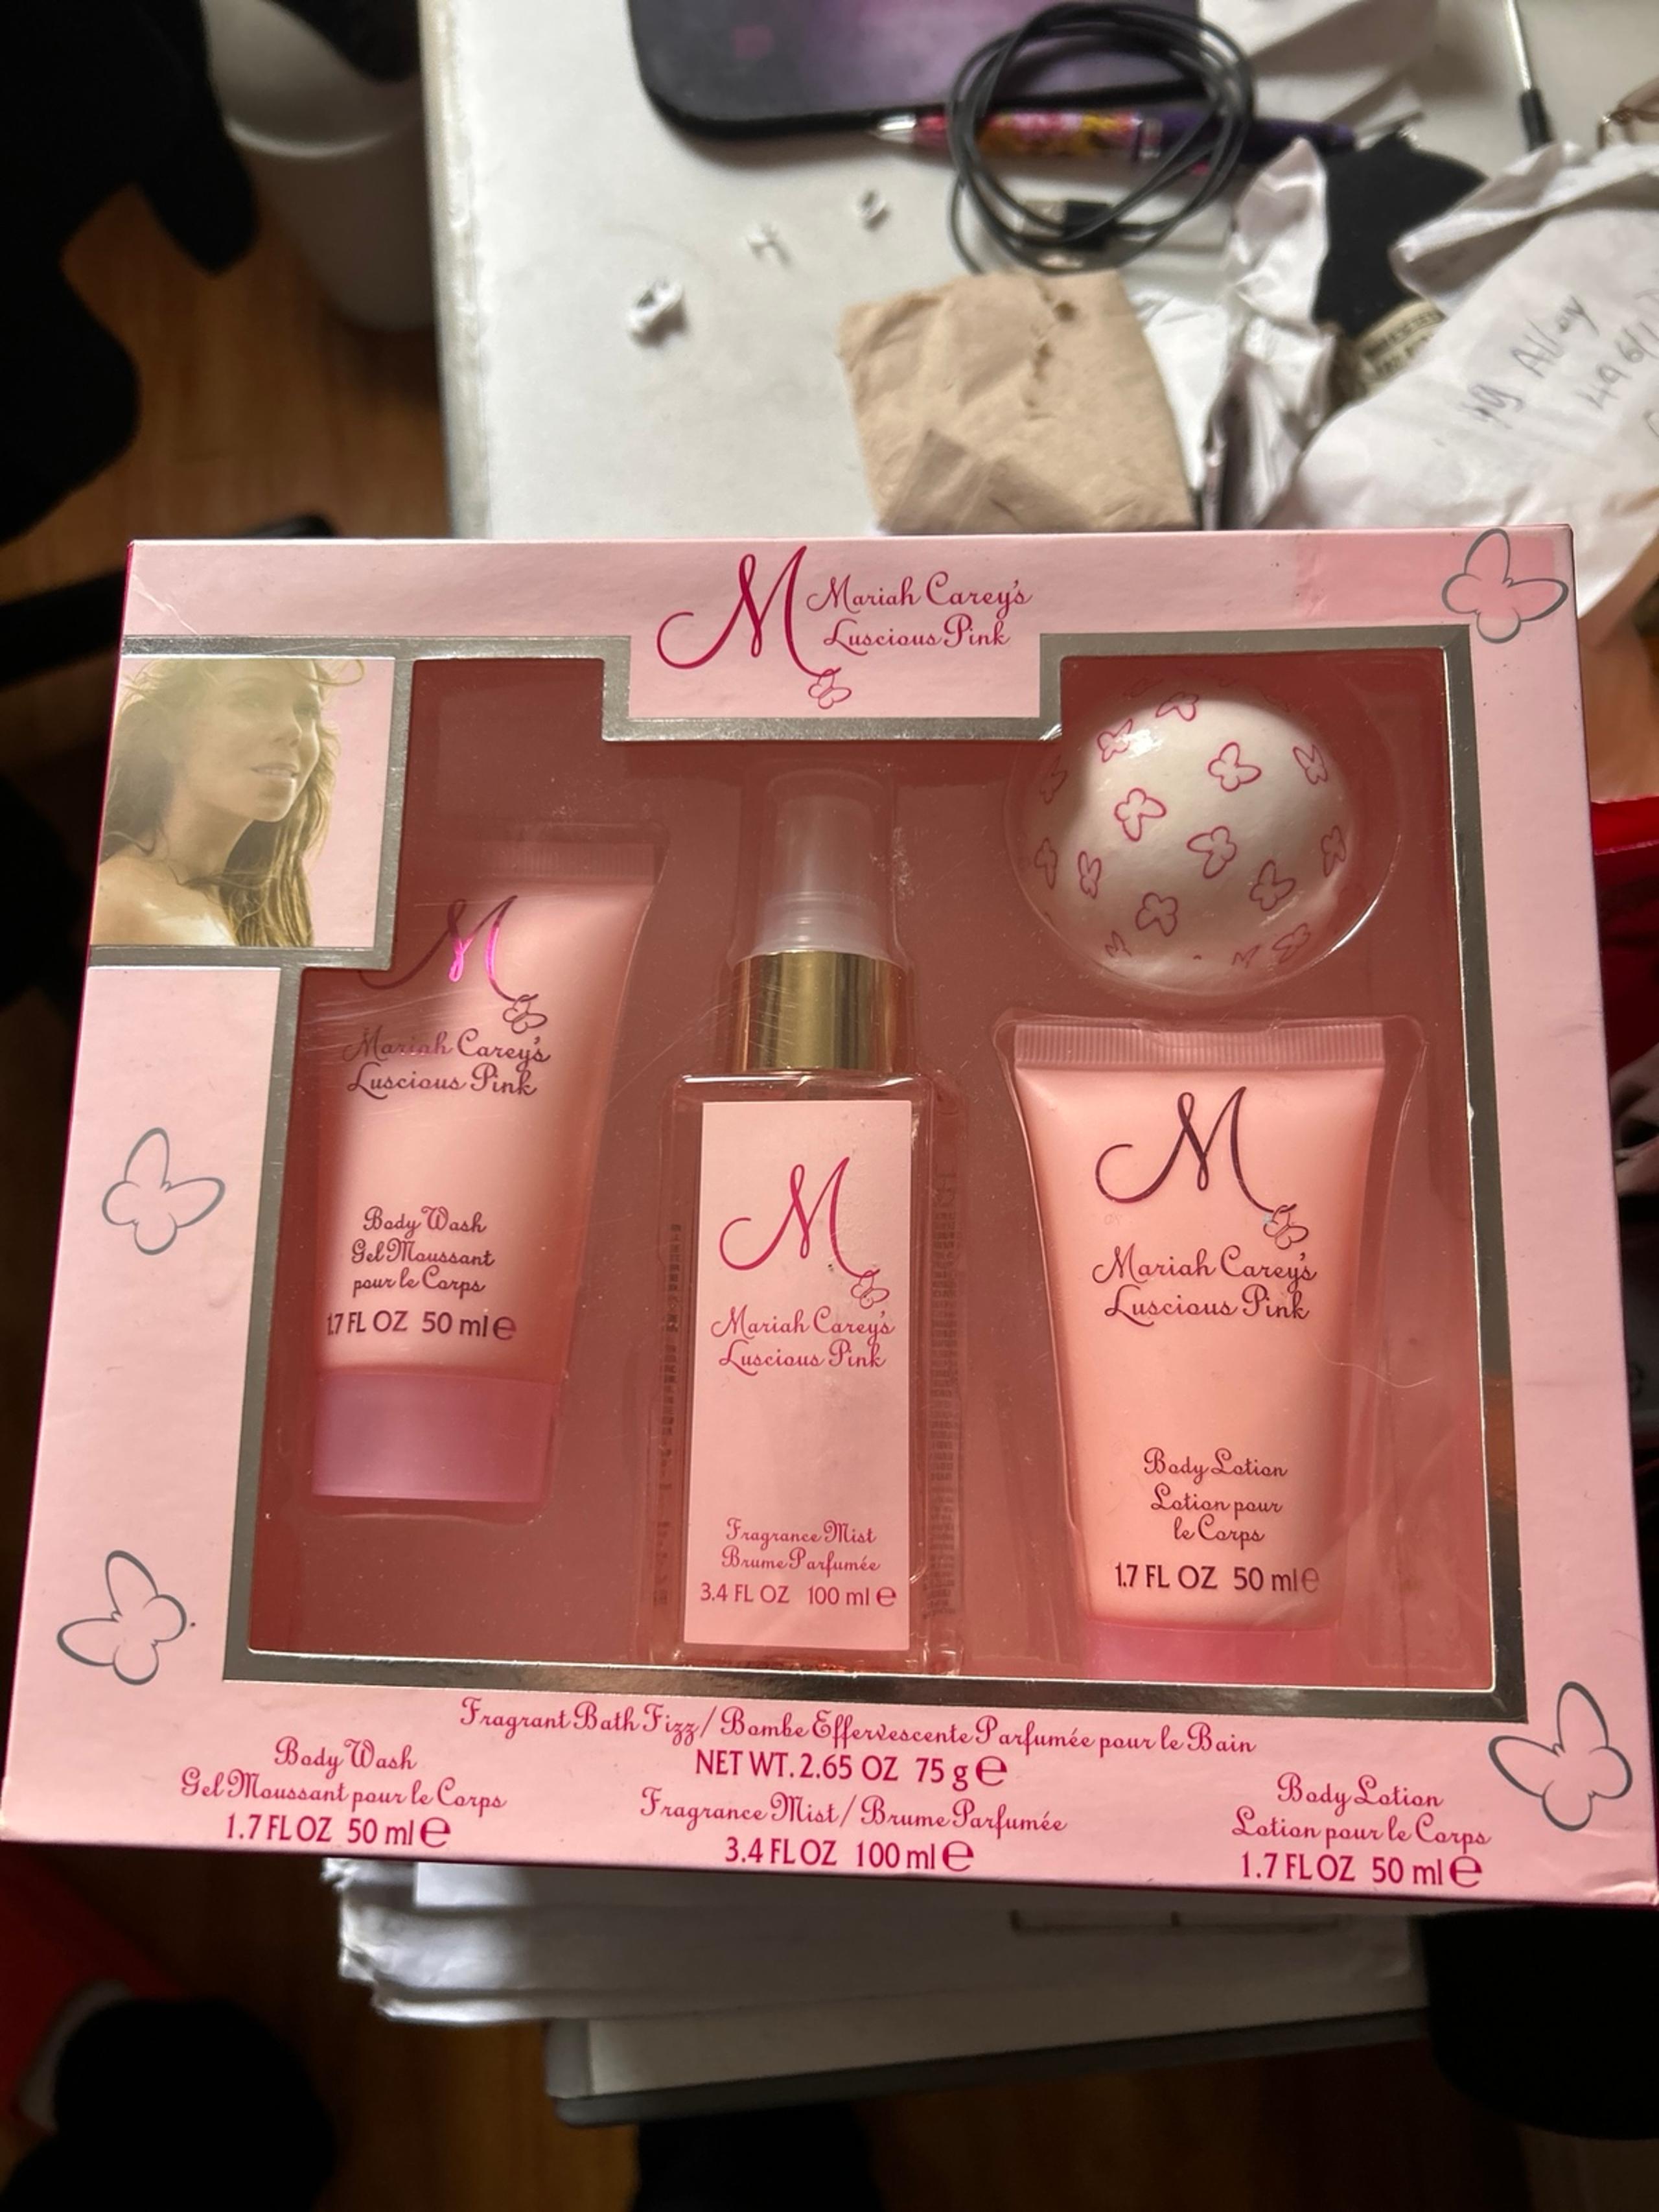 Alley
496
M Mariah Carey's
Luscious Pink
M
Mariah Carey's
Luscious Pink
Body Wash
Gel Moussant
pour le Corps
1.7 FL OZ 50 ml e
M
Mariah Carey's
Luscious Pink
Fragrance Mist
Brume Parfumée
3.4 FL OZ 100 ml e
M
Mariah Carey's
Luscious Pink
Body Lotion
Lotion pour
le Corps
1.7 FL OZ 50 ml e
Fragrant Bath Fizz / Bombe Effervescente Parfumée pour le Bain
NET WT. 2.65 OZ 75 g e
Body Wash
Gel Moussant pour le Corps
1.7 FL OZ 50 ml e
Fragrance Mist / Brume Parfumée
3.4 FL OZ 100 ml e
Body Lotion
Lotion pour le Corps
1.7 FL OZ 50 ml e